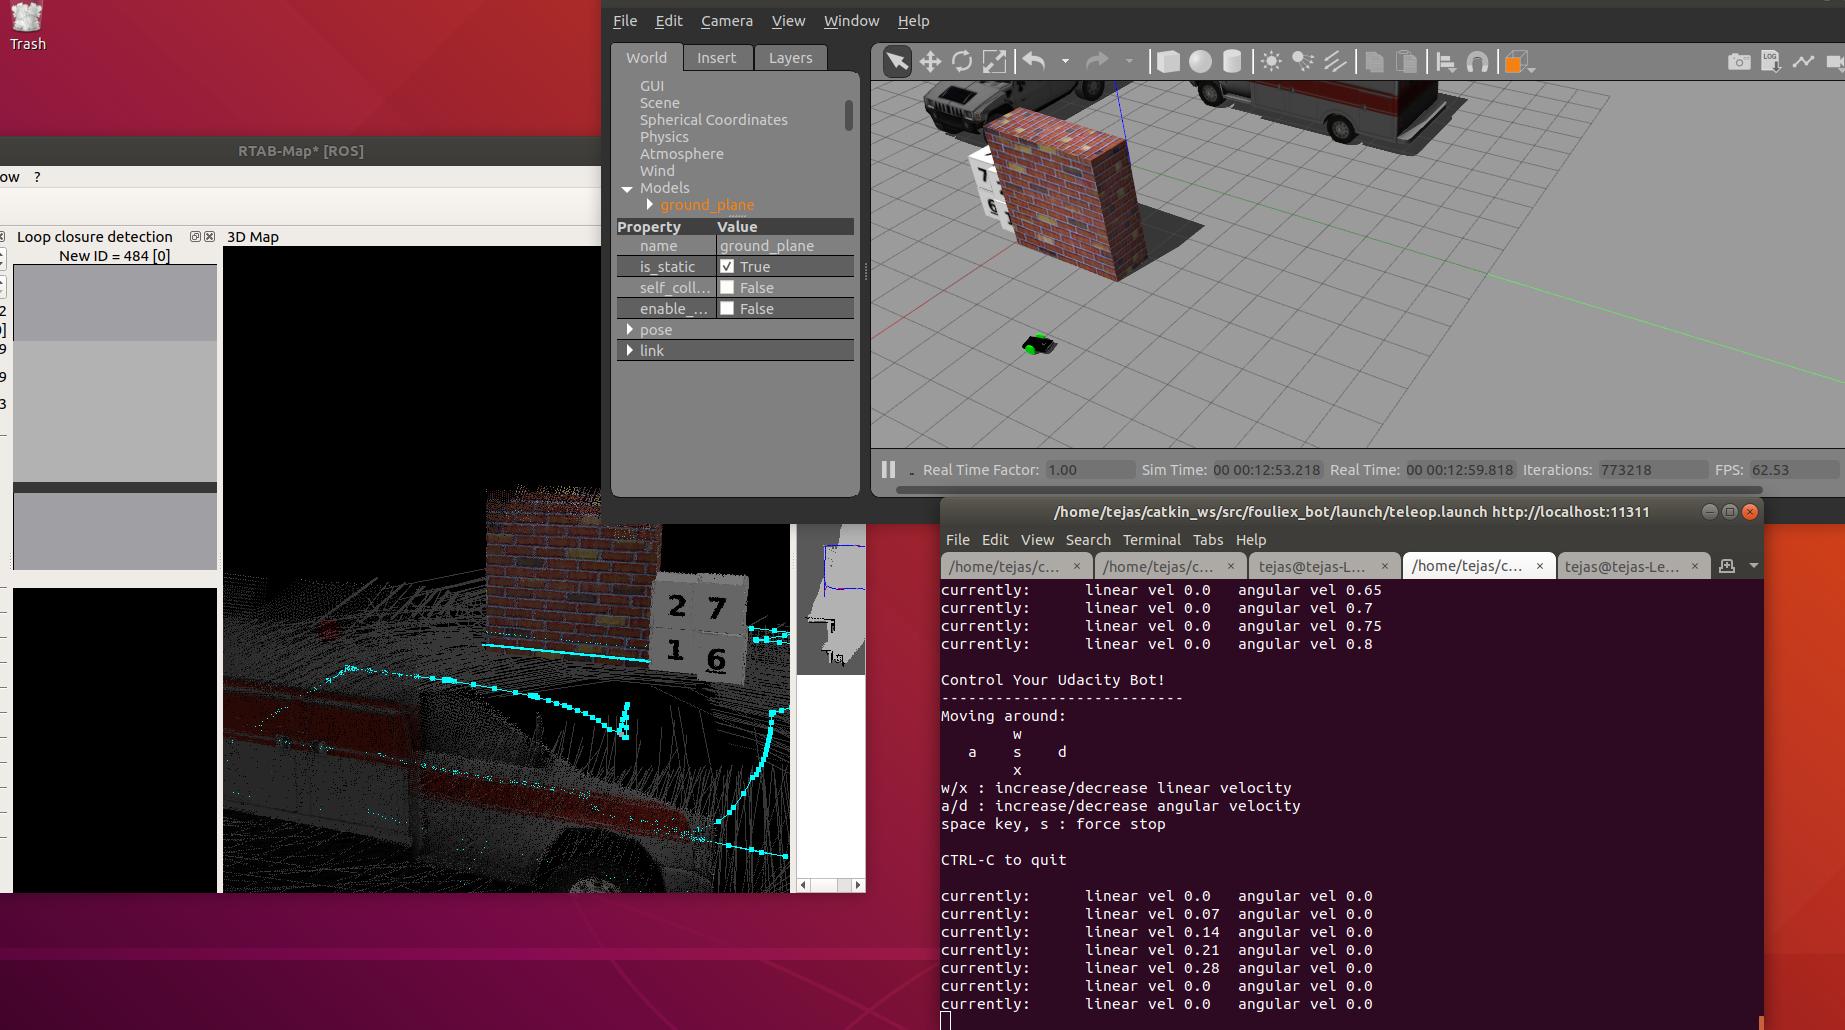 Trash
RTAB-Map* [ROS]
ow ?
Loop closure detection
New ID = 484 [0]
3D Map
2
]
9
9
3
2 7
1 6
File Edit Camera View Window Help
World Insert Layers
GUI
Scene
Spherical Coordinates
Physics
Atmosphere
Wind
Models
ground_plane
Property Value
name ground_plane
is_static True
self_coll... False
enable_... False
pose
link
LOG
7
6
Real Time Factor: 1.00 Sim Time: 00 00:12:53.218 Real Time: 00 00:12:59.818 Iterations: 773218 FPS: 62.53
/home/tejas/catkin_ws/src/fouliex_bot/launch/teleop.launch http://localhost:11311
File Edit View Search Terminal Tabs Help
/home/tejas/c... × /home/tejas/c... × tejas@tejas-L... × /home/tejas/c... × tejas@tejas-Le... ×
currently: linear vel 0.0 angular vel 0.65
currently: linear vel 0.0 angular vel 0.7
currently: linear vel 0.0 angular vel 0.75
currently: linear vel 0.0 angular vel 0.8
Control Your Udacity Bot!
---------------------------
Moving around:
w
a s d
x
w/x : increase/decrease linear velocity
a/d : increase/decrease angular velocity
space key, s : force stop
CTRL-C to quit
currently: linear vel 0.0 angular vel 0.0
currently: linear vel 0.07 angular vel 0.0
currently: linear vel 0.14 angular vel 0.0
currently: linear vel 0.21 angular vel 0.0
currently: linear vel 0.28 angular vel 0.0
currently: linear vel 0.0 angular vel 0.0
currently: linear vel 0.0 angular vel 0.0